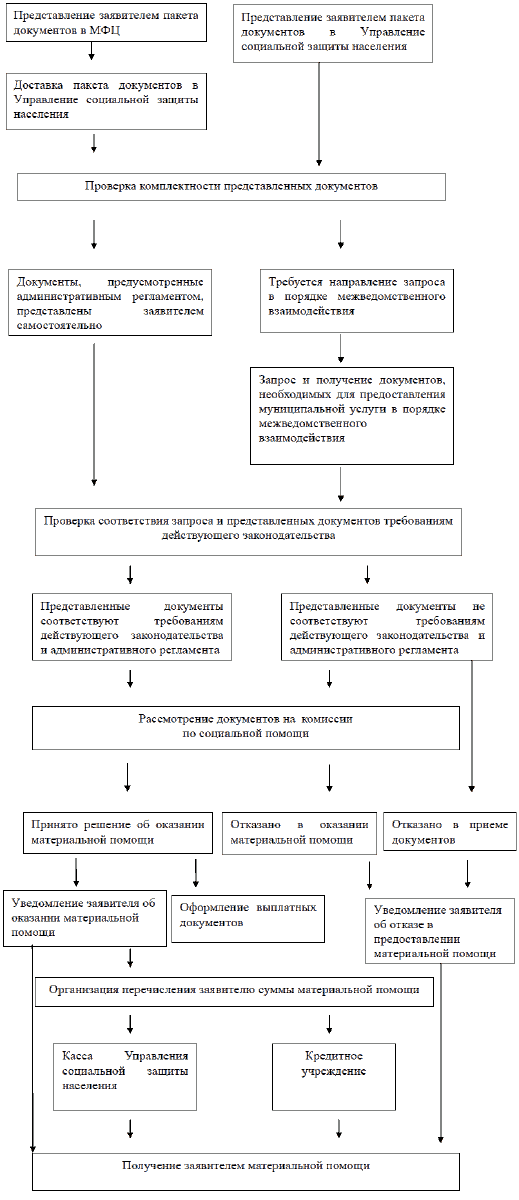 Представление заявителем пакета
документов в МФЦ
Представление заявителем пакета
документов в Управление
социальной защиты населения
Доставка пакета документов в
Управление социальной защиты
населения
Проверка комплектности представленных документов
Документы, предусмотренные
административным регламентом,
представлены заявителем
самостоятельно
Требуется направление запроса
в порядке межведомственного
взаимодействия
Запрос и получение документов,
необходимых для предоставления
муниципальной услуги в порядке
межведомственного
взаимодействия
Проверка соответствия запроса и представленных документов требованиям
действующего законодательства
Представленные документы
соответствуют требованиям
действующего законодательства
и административного регламента
Представленные документы не
соответствуют требованиям
действующего законодательства и
административного регламента
Рассмотрение документов на комиссии
по социальной помощи
Принято решение об оказании
материальной помощи
Отказано в оказании
материальной помощи
Отказано в приеме
документов
Уведомление заявителя об
оказании материальной
помощи
Оформление выплатных
документов
Уведомление заявителя
об отказе в
предоставлении
материальной помощи
Организация перечисления заявителю суммы материальной помощи
Касса Управления
социальной защиты
населения
Кредитное
учреждение
Получение заявителем материальной помощи